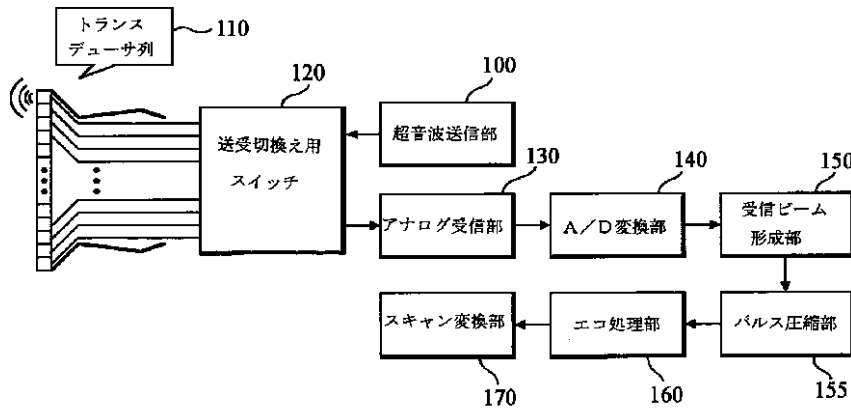 トランス
デューサ列
110
120
送受切換え用
スイッチ
100
超音波送信部
130
アナログ受信部
140
A/D変換部
150
受信ビーム
形成部
スキャン変換部
170
エコ処理部
160
パルス圧縮部
155